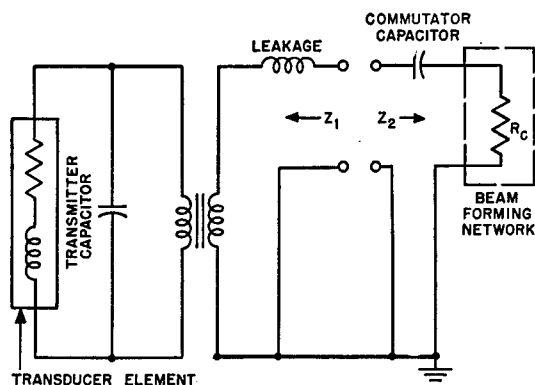 COMMUTATOR
CAPACITOR
LEAKAGE
Z1
Z2
RC
BEAM
FORMING
NETWORK
TRANSMITTER
CAPACITOR
TRANSDUCER ELEMENT